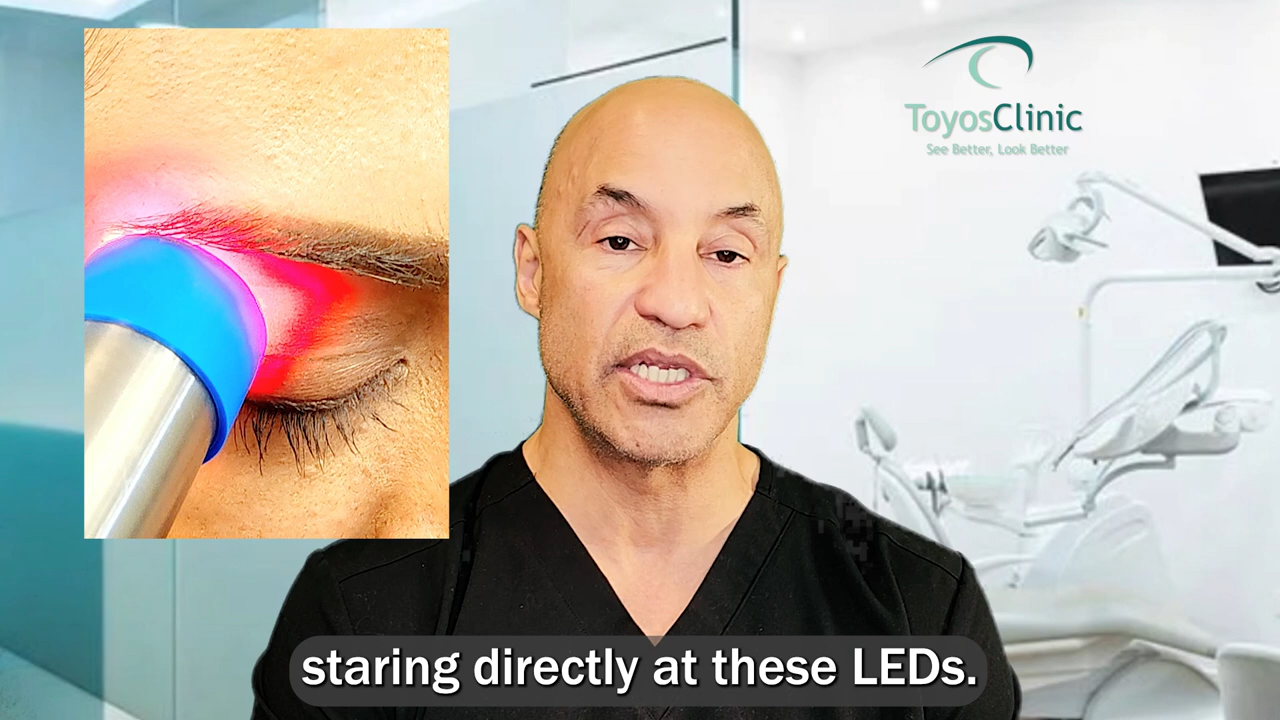 ToyosClinic
See Better, Look Better
staring directly at these LEDs.